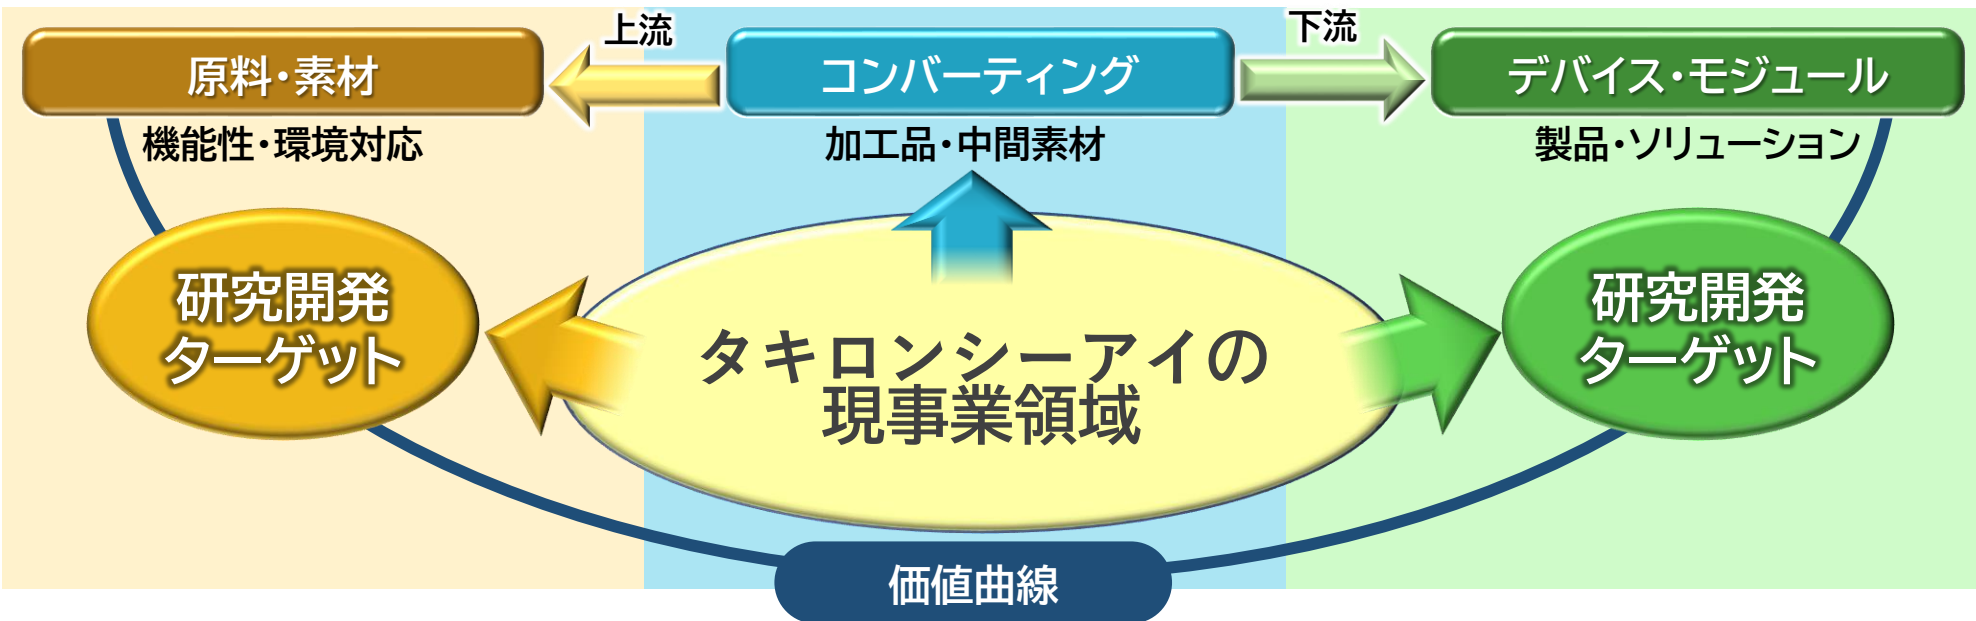 上流
下流
原料・素材
コンバーティング
デバイス・モジュール
機能性・環境対応
加工品・中間素材
製品・ソリューション
研究開発
ターゲット
タキロンシーアイの
現事業領域
研究開発
ターゲット
価値曲線